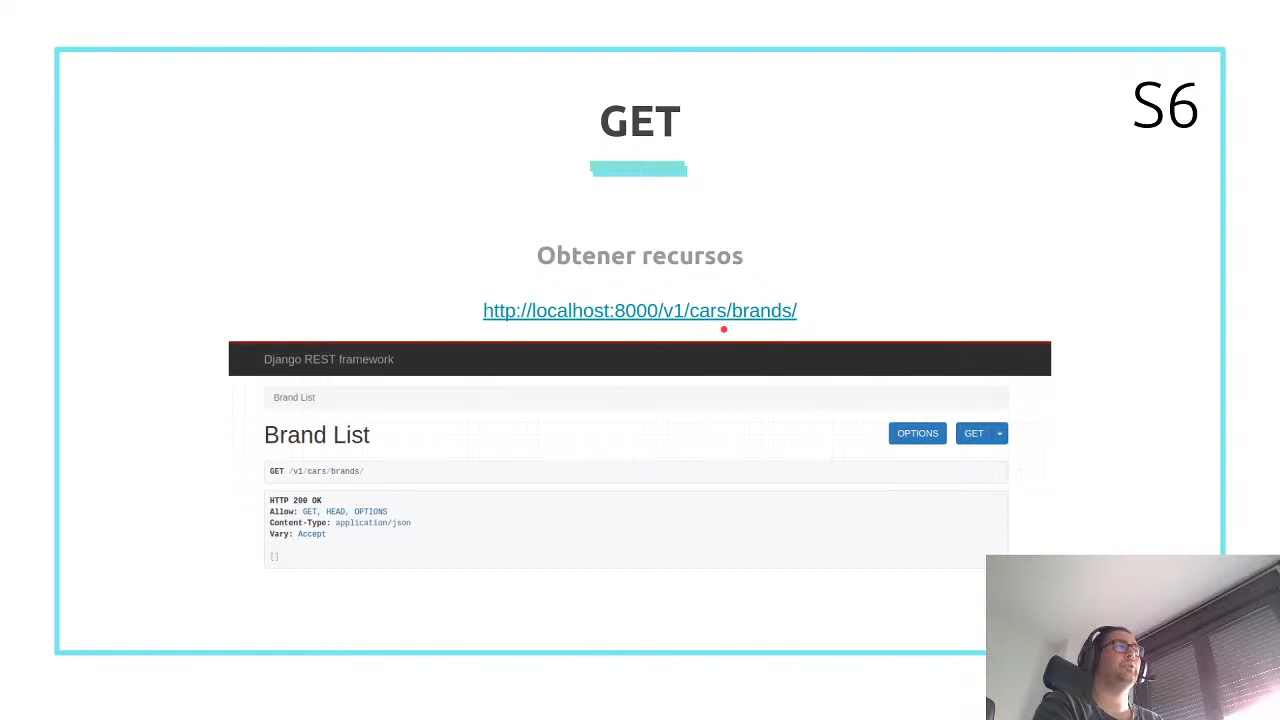 S6
GET
Obtener recursos
http://localhost:8000/v1/cars/brands/
Django REST framework
Brand List
Brand List
OPTIONS
GET
GET /v1/cars/brands/
HTTP 200 OK
Allow: GET, HEAD, OPTIONS
Content-Type: application/json
Vary: Accept
[]